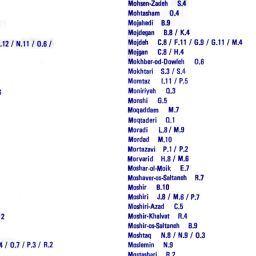 .12 / N.11 / O.6 /
2
/ O.7 / P.3 / R.2
Mohsen-Zadeh S.4
Mohtasham O.4
Mojahedi B.9
Mojdegan B.8 / K.4
Mojdeh C.8 / F.11 / G.9 / G.11 / M.4
Mojgan C.8 / H.4
Mokhber-od-Dowleh O.6
Mokhtari S.3 / S.4
Momtaz I.11 / P.5
Moniriyeh Q.3
Monshi G.5
Moqaddam M.7
Moqtaderi Q.1
Moradi L.8 / M.9
Mordad M.10
Mortazavi P.1 / P.2
Morvarid H.8 / M.6
Moshar-ol-Moik E.7
Moshaver-os-Saltaneh R.7
Moshir B.10
Moshiri J.8 / M.6 / P.7
Moshiri-Azad C.5
Moshir-Khalvat R.4
Moshir-os-Saltaneh B.9
Moshtaq N.8 / N.9 / O.3
Moslemin N.9
Mostashari R.2